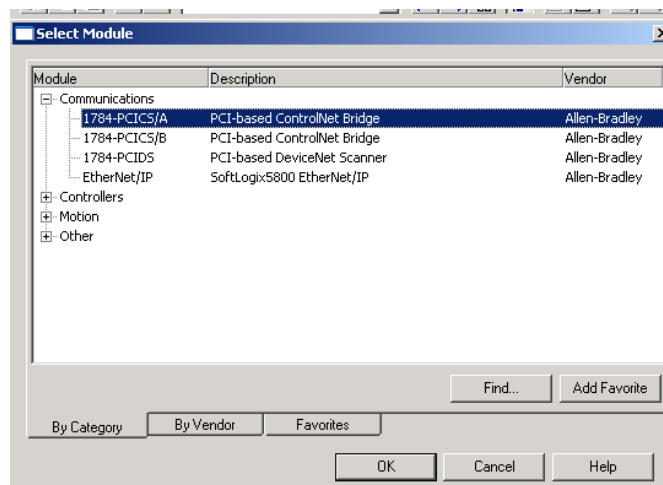 Select Module
Module Description Vendor
Communications
1784-PCICS/A PCI-based ControlNet Bridge Allen-Bradley
1784-PCICS/B PCI-based ControlNet Bridge Allen-Bradley
1784-PCIDS PCI-based DeviceNet Scanner Allen-Bradley
EtherNet/IP SoftLogix5800 EtherNet/IP Allen-Bradley
Controllers
Motion
Other
Find... Add Favorite
By Category By Vendor Favorites
OK Cancel Help